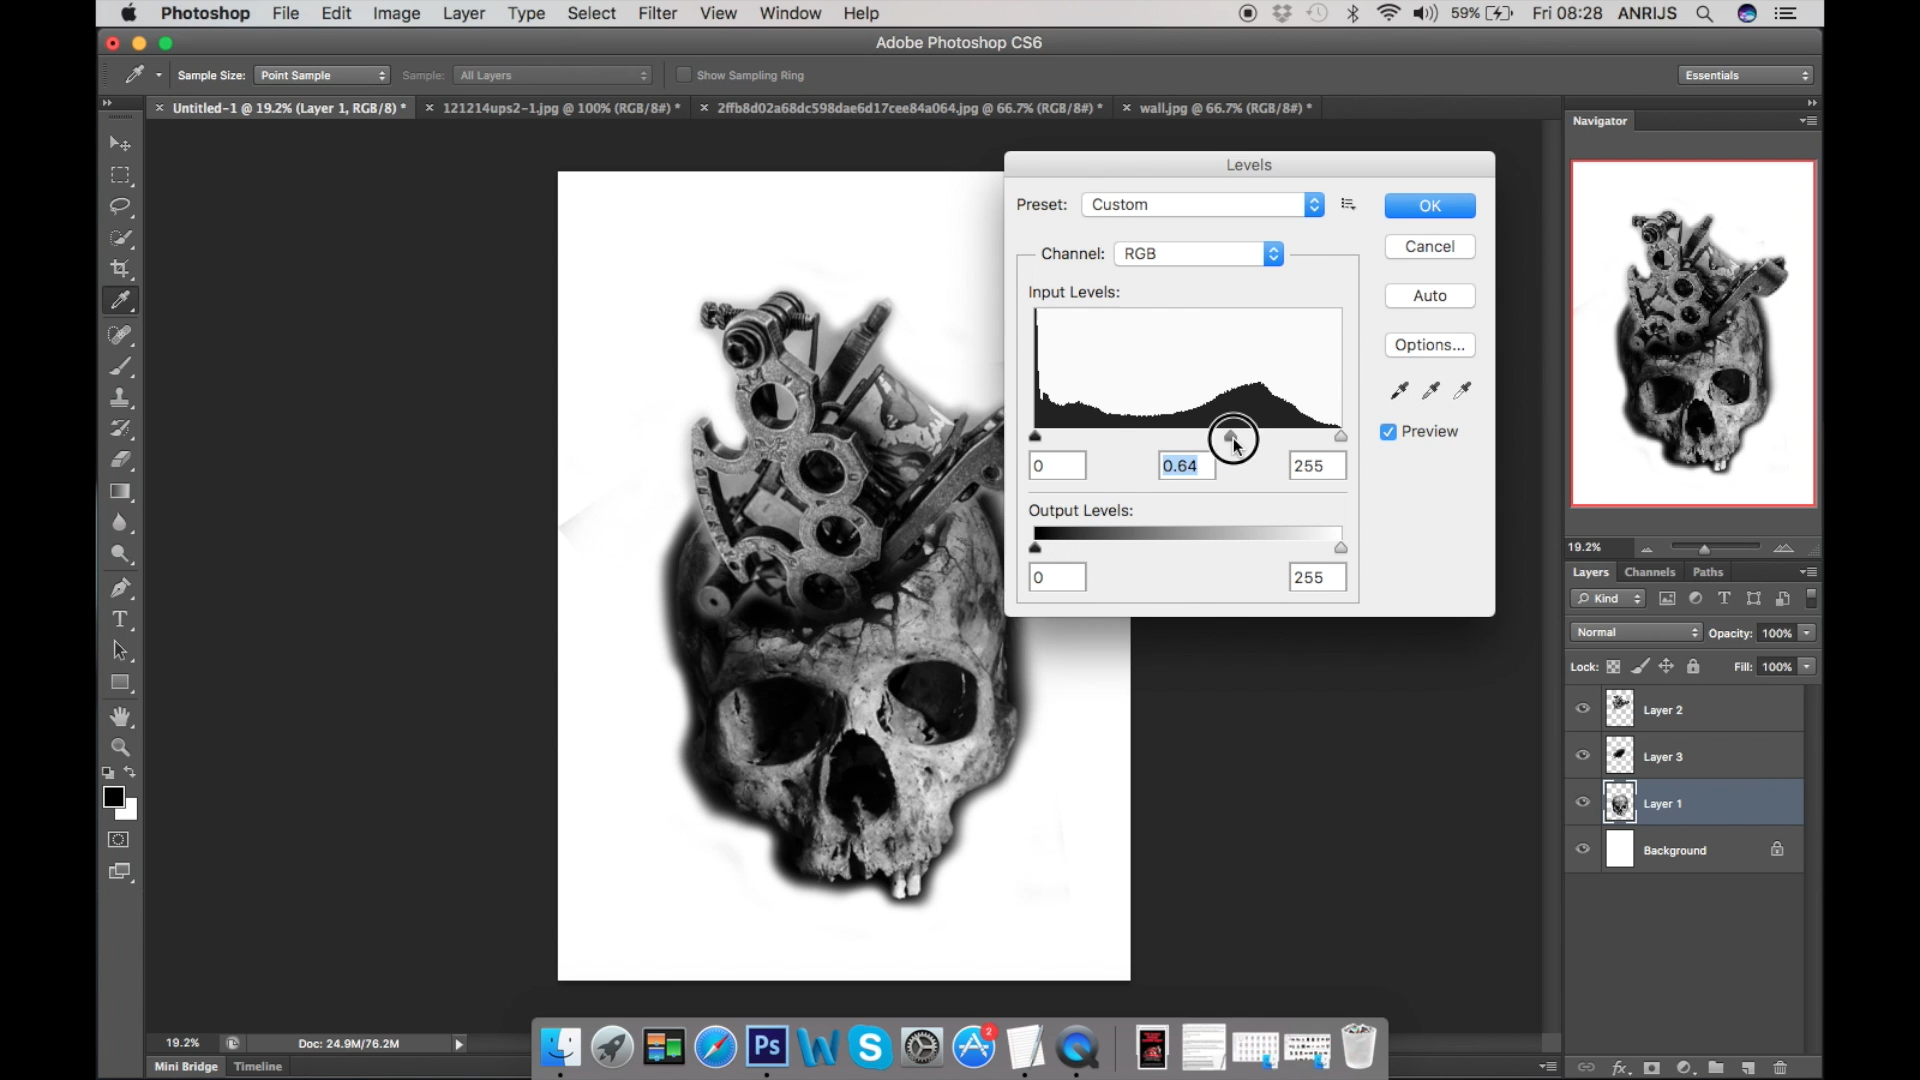 Photoshop File Edit Image Layer Type Select Filter View Window Help 59% Fri 08:28 ANRIJS
Adobe Photoshop CS6
Sample Size: Point Sample Sample: All Layers Show Sampling Ring Essentials
Untitled-1 @ 19.2% (Layer 1, RGB/8) * 121214ups2-1.jpg @ 100% (RGB/8#) * 2ffb8d02a68dc598dae6d17cee84a064.jpg @ 66.7% (RGB/8#) * wall.jpg @ 66.7% (RGB/8#) *
Navigator
Levels
Preset: Custom OK
Cancel
Channel: RGB
Auto
Input Levels:
Options...
Preview
0 0.64 255
Output Levels:
0 255
19.2%
Layers Channels Paths
Kind
Normal Opacity: 100%
Lock: Fill: 100%
Layer 2
Layer 3
Layer 1
Background
T
19.2% Doc: 24.9M/76.2M
Mini Bridge Timeline
Ps
W
S
2
fx